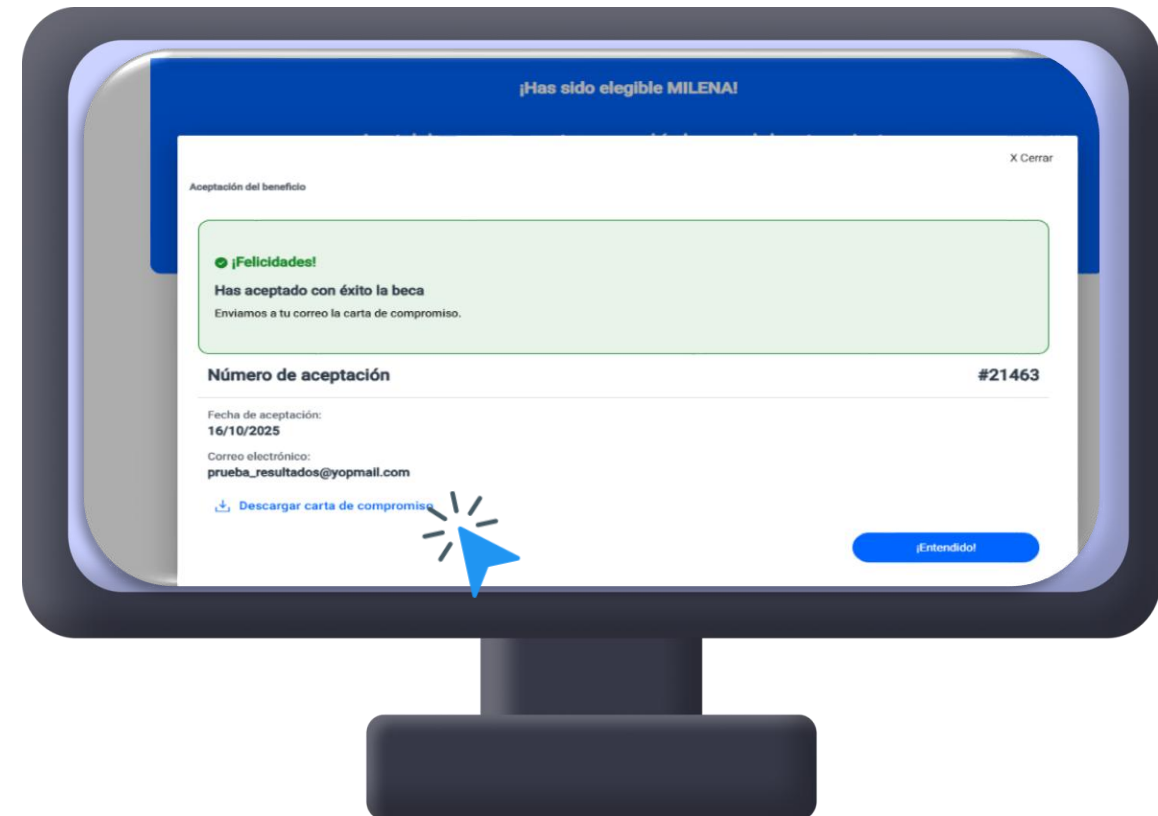 ¡Has sido elegible MILENA!
X Cerrar
Aceptación del beneficio
¡Felicidades!
Has aceptado con éxito la beca
Enviamos a tu correo la carta de compromiso.
Número de aceptación #21463
Fecha de aceptación:
16/10/2025
Correo electrónico:
prueba_resultados@yopmail.com
Descargar carta de compromiso
¡Entendido!